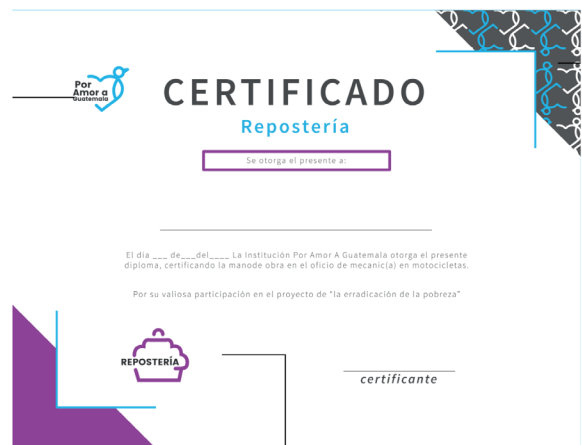 Por
Amor a
Guatemala
CERTIFICADO
Repostería
Se otorga el presente a:
El dia ___ de___del____ La Institución Por Amor A Guatemala otorga el presente
diploma, certificando la manode obra en el oficio de mecanic(a) en motocicletas.
Por su valiosa participación en el proyecto de "la erradicación de la pobreza"
REPOSTERÍA
certificante